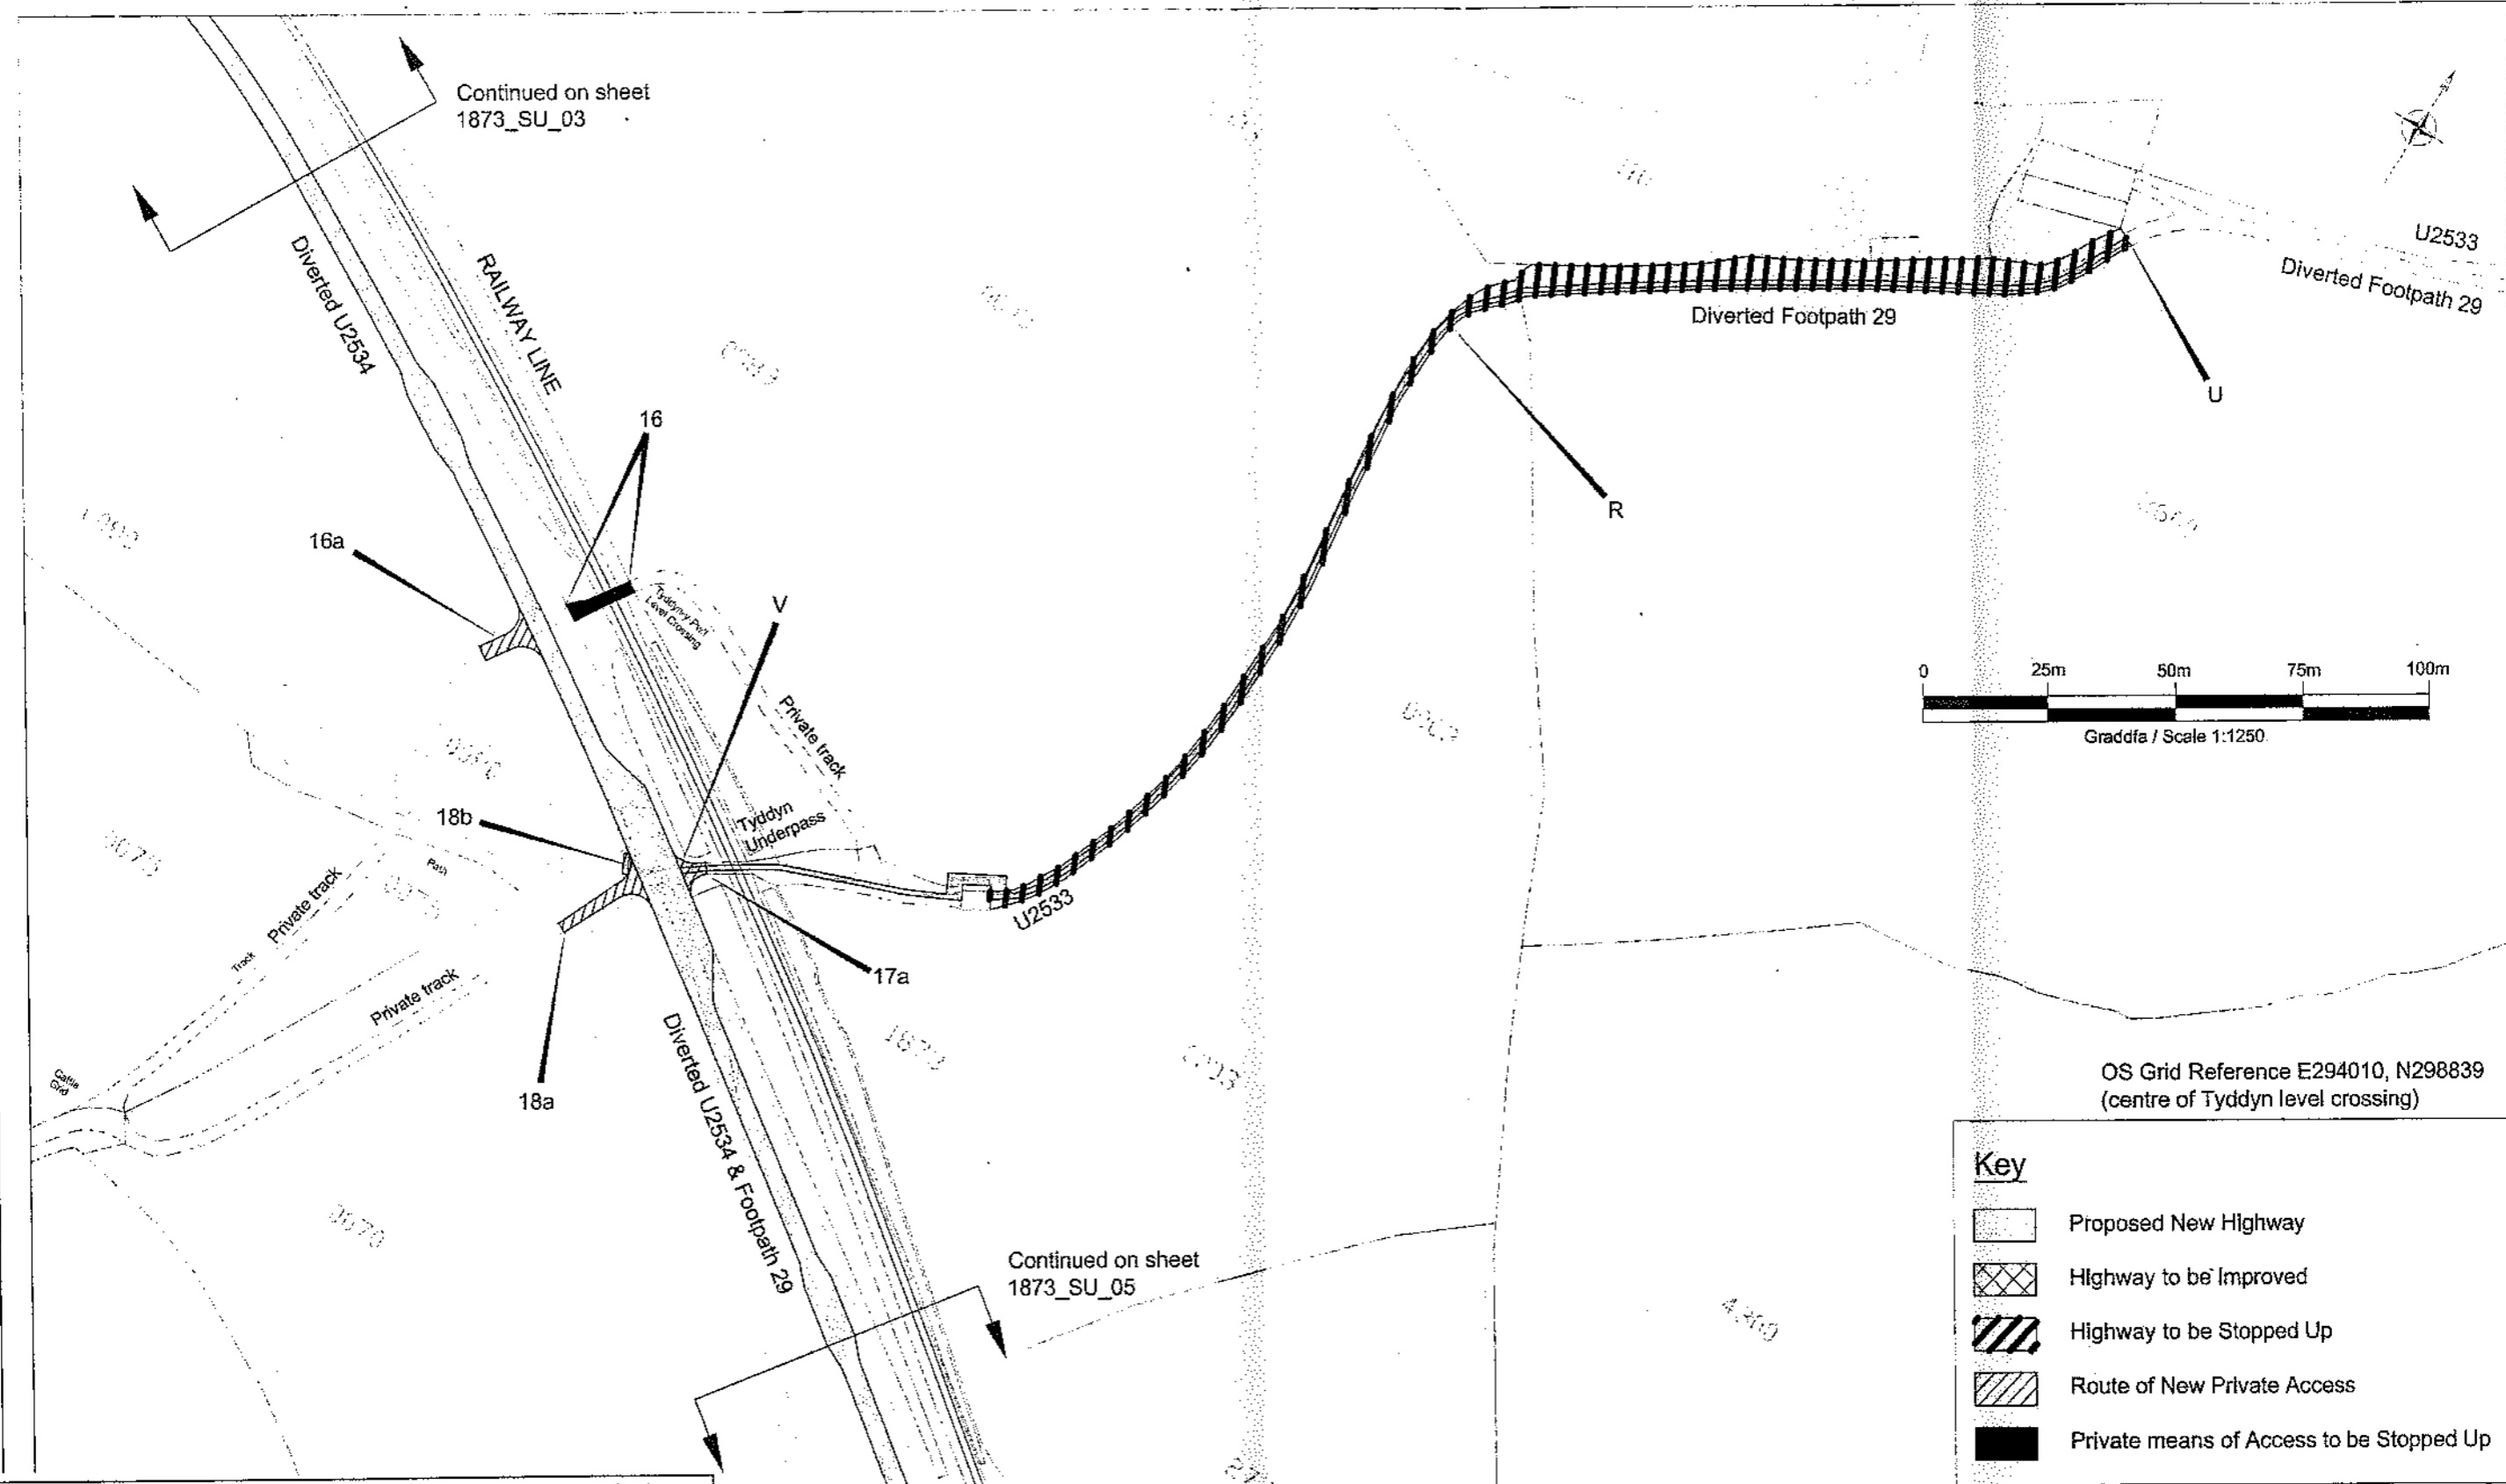 Continued on sheet
1873_SU_03
Diverted U2534
RAILWAY LINE
16
16a
Level Crossing
V
Private track
Tyddyn
Underpass
18b
Path
Private track
Track
Private track
Cattle
Grid
18a
17a
U2533
Diverted U2534 & Footpath 29
Continued on sheet
1873_SU_05
Diverted Footpath 29
R
U
U2533
Diverted Footpath 29
0 25m 50m 75m 100m
Graddfa / Scale 1:1250
OS Grid Reference E294010, N298839
(centre of Tyddyn level crossing)
Key
Proposed New Highway
Highway to be Improved
Highway to be Stopped Up
Route of New Private Access
Private means of Access to be Stopped Up